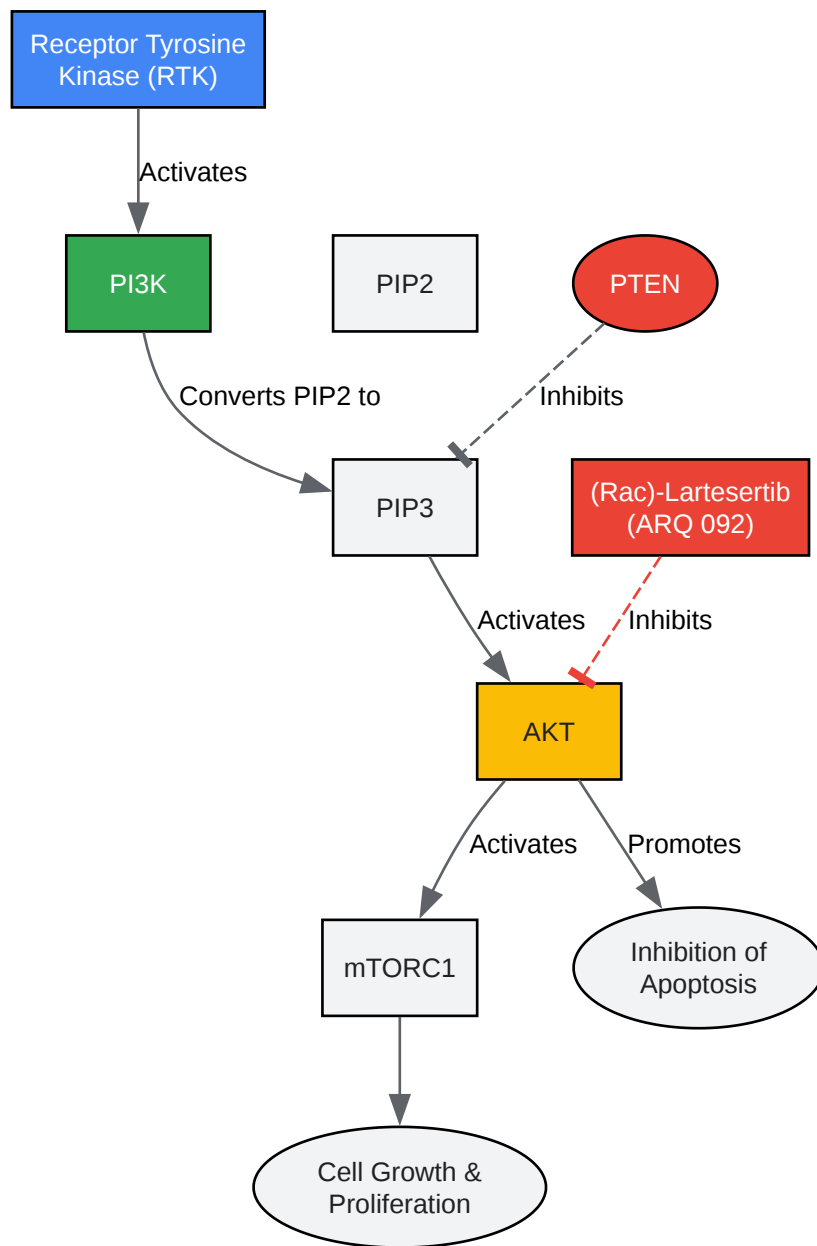 Receptor Tyrosine
Kinase (RTK)
Activates
PI3K
PIP2
PTEN
Converts PIP2 to
Inhibits
PIP3
(Rac)-Lartesertib
(ARQ 092)
Activates
Inhibits
AKT
Activates
Promotes
mTORC1
Inhibition of
Apoptosis
Cell Growth &
Proliferation